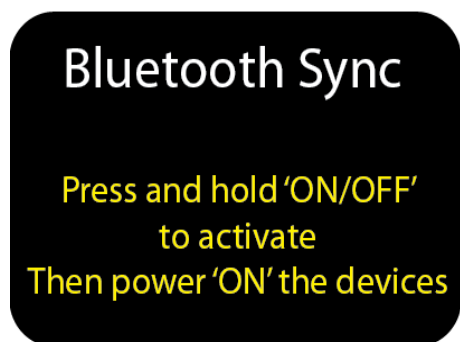 Bluetooth Sync
Press and hold ‘ON/OFF’
to activate
Then power ‘ON’ the devices